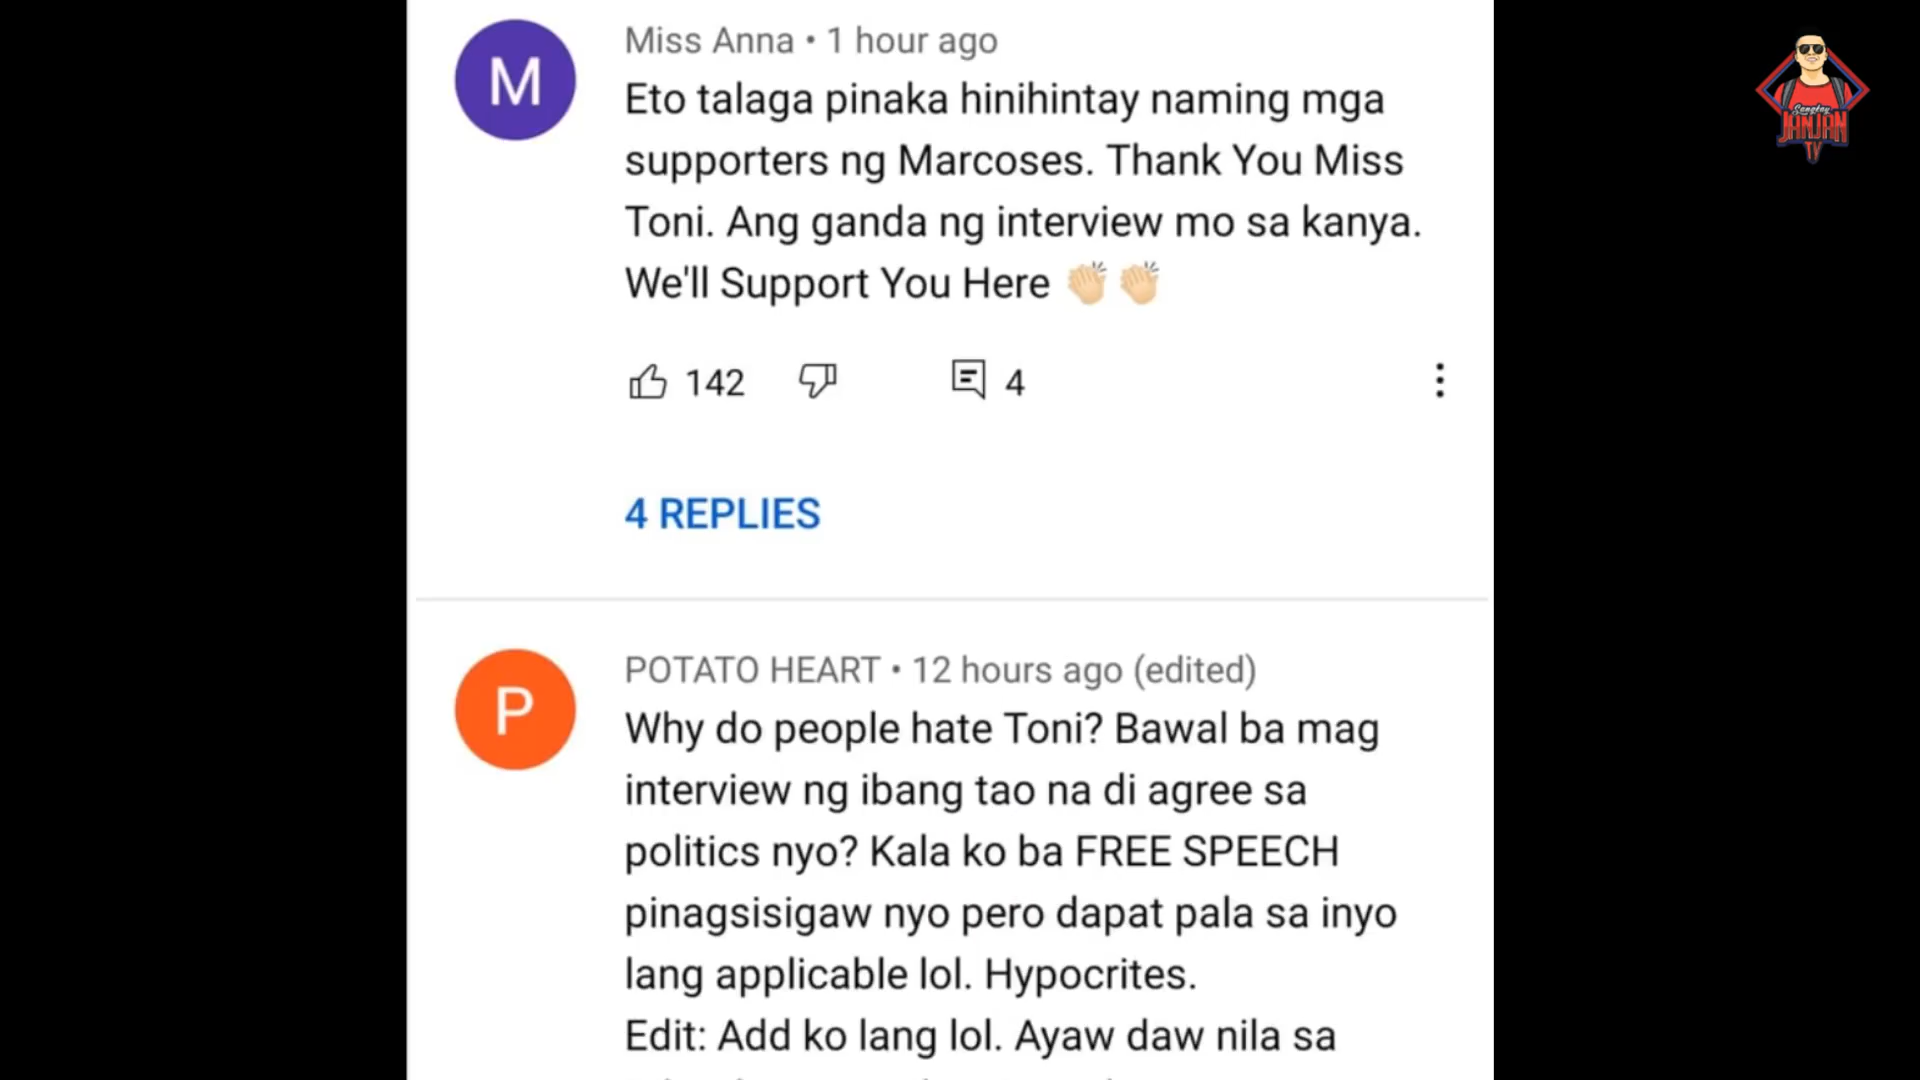 M
Miss Anna • 1 hour ago
Eto talaga pinaka hinihintay naming mga
supporters ng Marcoses. Thank You Miss
Toni. Ang ganda ng interview mo sa kanya.
We'll Support You Here 👏🏻 👏🏻
142
4
4 REPLIES
P
POTATO HEART • 12 hours ago (edited)
Why do people hate Toni? Bawal ba mag
interview ng ibang tao na di agree sa
politics nyo? Kala ko ba FREE SPEECH
pinagsisigaw nyo pero dapat pala sa inyo
lang applicable lol. Hypocrites.
Edit: Add ko lang lol. Ayaw daw nila sa
Sangkay
JANJAN
TV